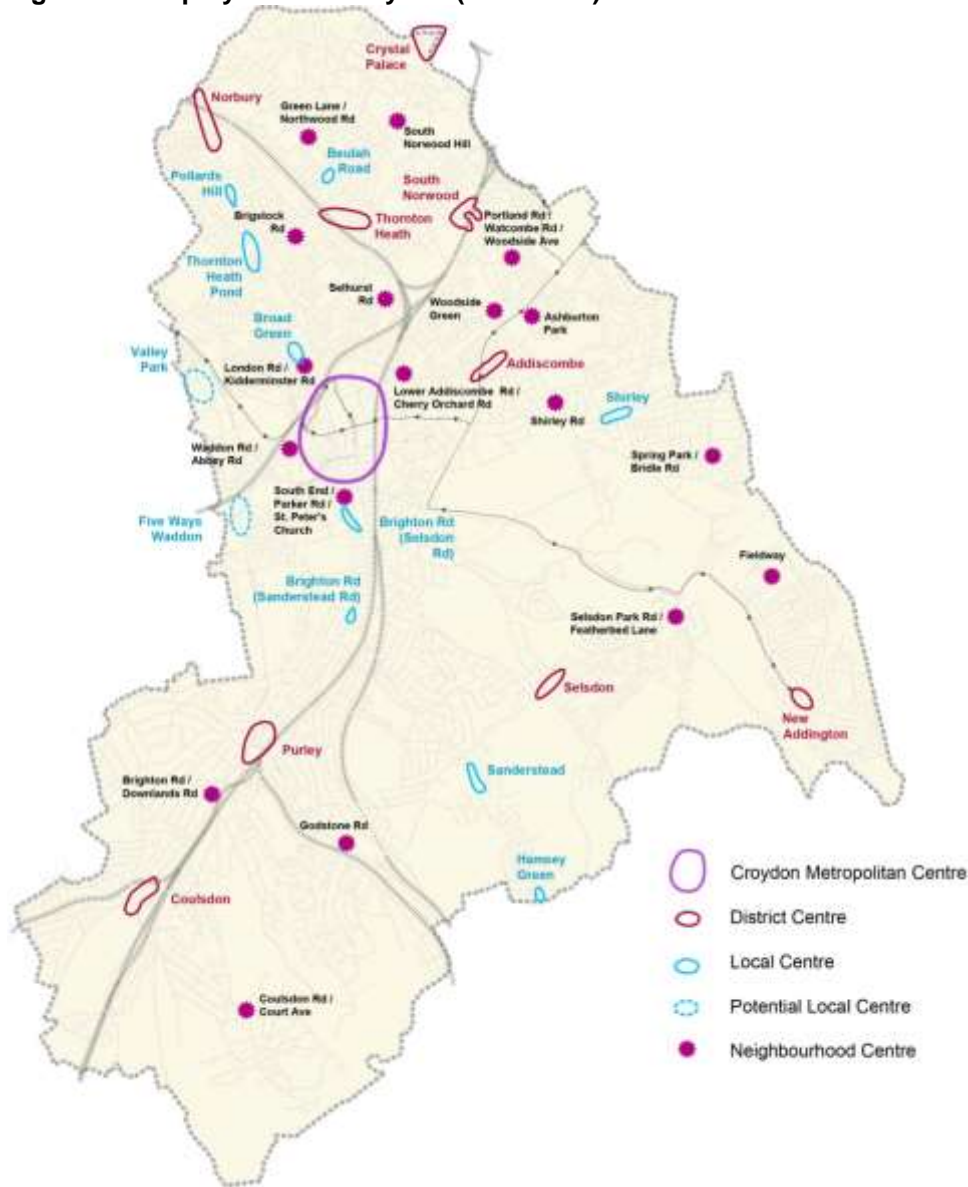 Crystal
Palace
Norbury
Green Lane /
Northwood Rd
South
Norwood Hill
Beulah
Road
Pollards
Hill
South
Norwood
Brigstock
Rd
Thornton
Heath
Portland Rd /
Watcombe Rd /
Woodside Ave
Thornton
Heath
Pond
Selhurst
Rd
Woodside
Green
Ashburton
Park
Broad
Green
Valley
Park
London Rd /
Kidderminster Rd
Addiscombe
Lower Addiscombe Rd /
Cherry Orchard Rd
Shirley
Shirley Rd
Waddon Rd /
Abbey Rd
Spring Park /
Bridle Rd
South End /
Parker Rd /
St. Peter's
Church
Five Ways
Waddon
Brighton Rd
(Selsdon
Rd)
Fieldway
Brighton Rd
(Sanderstead Rd)
Selsdon Park Rd /
Featherbed Lane
Selsdon
New
Addington
Purley
Sanderstead
Brighton Rd /
Downlands Rd
Godstone Rd
Hamsey
Green
Coulsdon
Coulsdon Rd /
Court Ave
Croydon Metropolitan Centre
District Centre
Local Centre
Potential Local Centre
Neighbourhood Centre